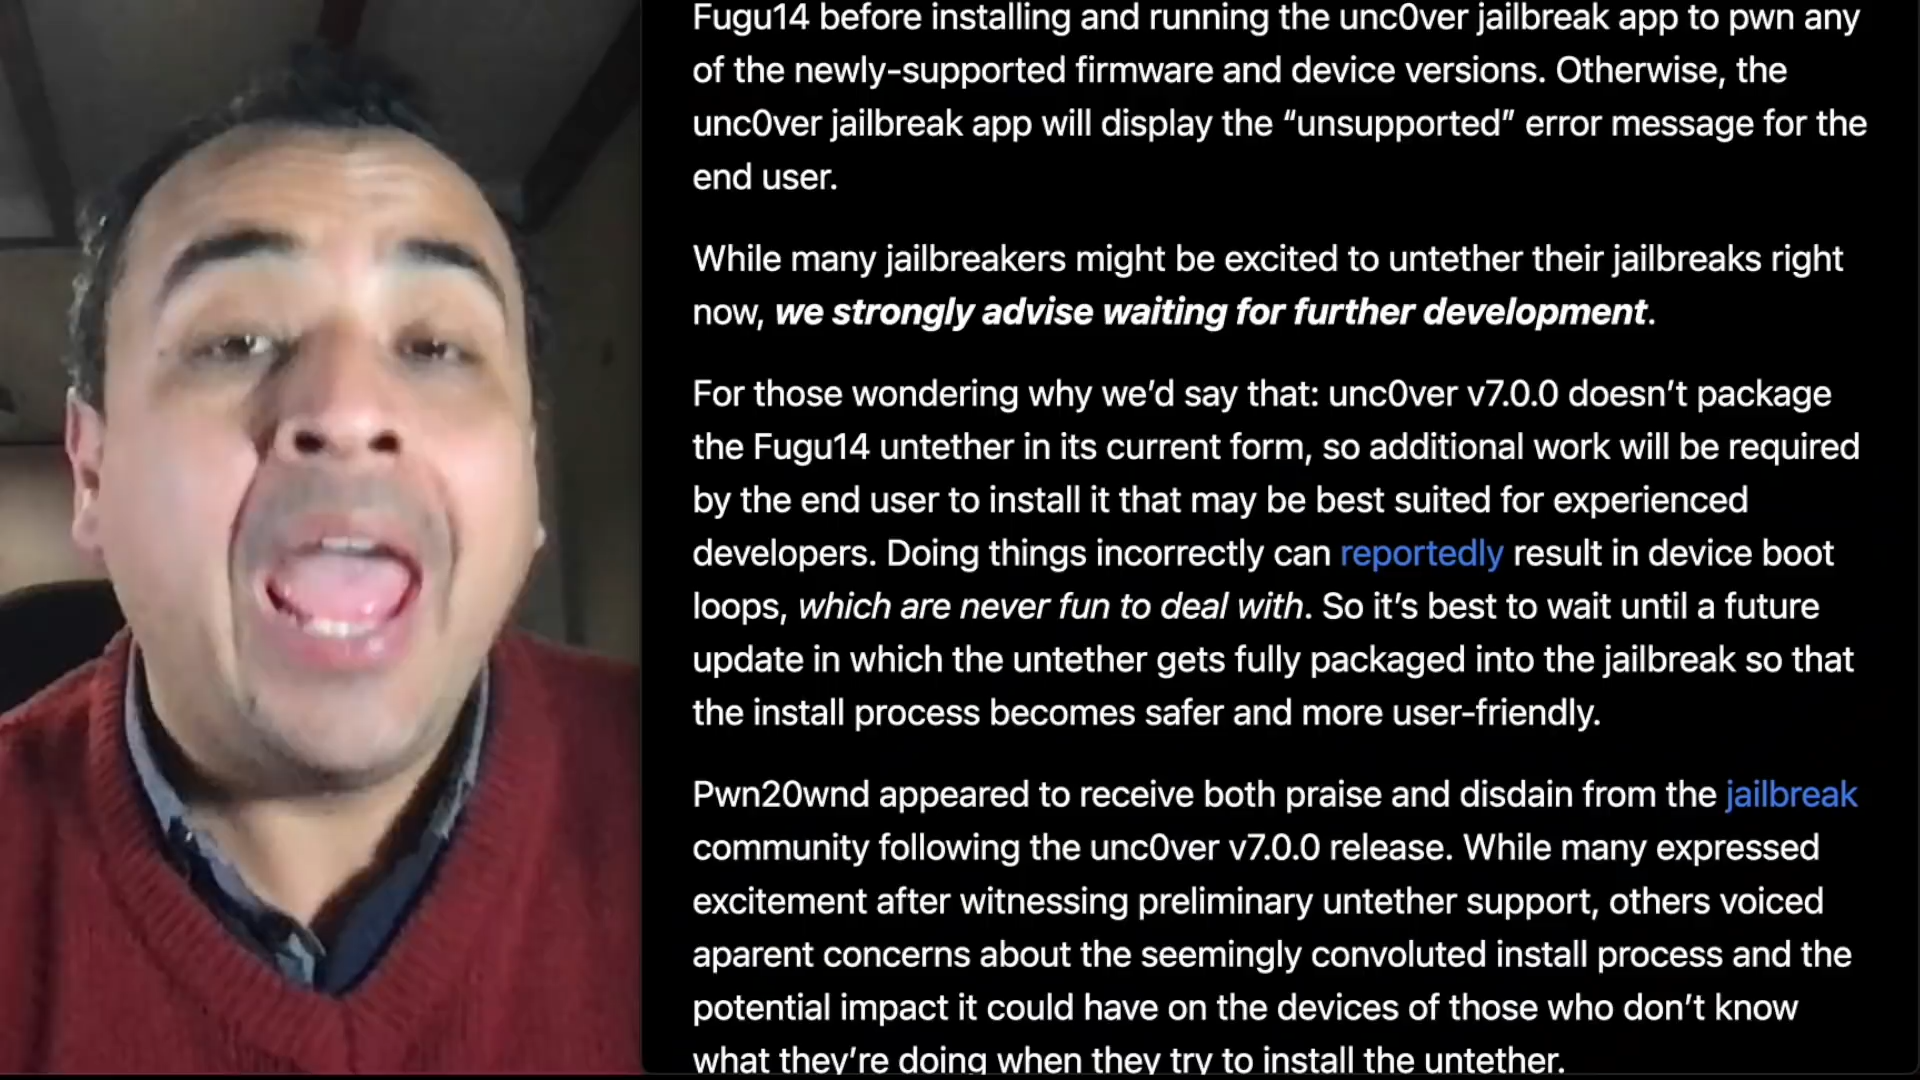 Fugu14 before installing and running the unc0ver jailbreak app to pwn any
of the newly-supported firmware and device versions. Otherwise, the
unc0ver jailbreak app will display the “unsupported” error message for the
end user.
While many jailbreakers might be excited to untether their jailbreaks right
now, we strongly advise waiting for further development.
For those wondering why we’d say that: unc0ver v7.0.0 doesn’t package
the Fugu14 untether in its current form, so additional work will be required
by the end user to install it that may be best suited for experienced
developers. Doing things incorrectly can reportedly result in device boot
loops, which are never fun to deal with. So it’s best to wait until a future
update in which the untether gets fully packaged into the jailbreak so that
the install process becomes safer and more user-friendly.
Pwn20wnd appeared to receive both praise and disdain from the jailbreak
community following the unc0ver v7.0.0 release. While many expressed
excitement after witnessing preliminary untether support, others voiced
aparent concerns about the seemingly convoluted install process and the
potential impact it could have on the devices of those who don’t know
what they’re doing when they try to install the untether.